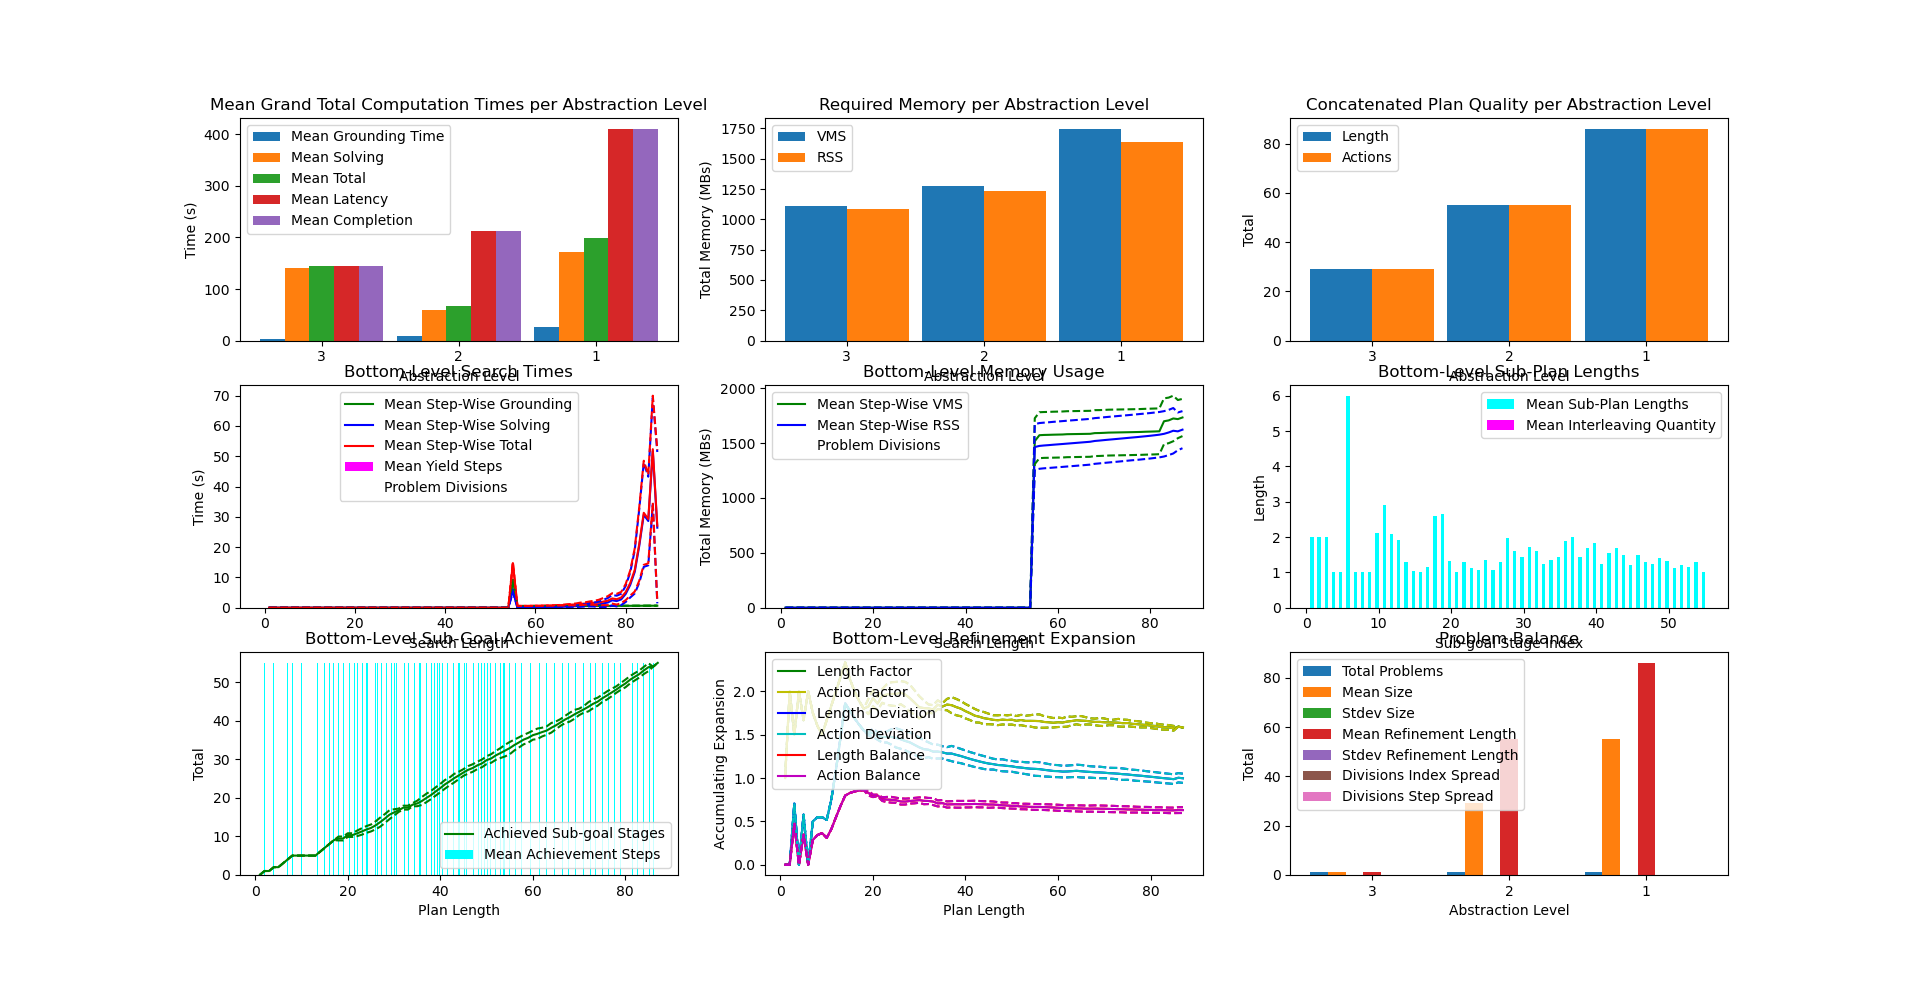 Mean Grand Total Computation Times per Abstraction Level
Time (s)
400
300
200
100
0
Mean Grounding Time
Mean Solving
Mean Total
Mean Latency
Mean Completion
3 2 1
Abstraction Level
Required Memory per Abstraction Level
Total Memory (MBs)
1750
1500
1250
1000
750
500
250
0
VMS
RSS
3 2 1
Abstraction Level
Concatenated Plan Quality per Abstraction Level
Total
80
60
40
20
0
Length
Actions
3 2 1
Abstraction Level
Bottom-Level Search Times
Time (s)
70
60
50
40
30
20
10
0
Mean Step-Wise Grounding
Mean Step-Wise Solving
Mean Step-Wise Total
Mean Yield Steps
Problem Divisions
0 20 40 60 80
Search Length
Bottom-Level Memory Usage
Total Memory (MBs)
2000
1500
1000
500
0
Mean Step-Wise VMS
Mean Step-Wise RSS
Problem Divisions
0 20 40 60 80
Search Length
Bottom-Level Sub-Plan Lengths
Length
6
5
4
3
2
1
0
Mean Sub-Plan Lengths
Mean Interleaving Quantity
0 10 20 30 40 50
Sub-goal Stage Index
Bottom-Level Sub-Goal Achievement
Total
50
40
30
20
10
0
Achieved Sub-goal Stages
Mean Achievement Steps
0 20 40 60 80
Plan Length
Bottom-Level Refinement Expansion
Accumulating Expansion
2.0
1.5
1.0
0.5
0.0
Length Factor
Action Factor
Length Deviation
Action Deviation
Length Balance
Action Balance
0 20 40 60 80
Plan Length
Problem Balance
Total
80
60
40
20
0
Total Problems
Mean Size
Stdev Size
Mean Refinement Length
Stdev Refinement Length
Divisions Index Spread
Divisions Step Spread
3 2 1
Abstraction Level